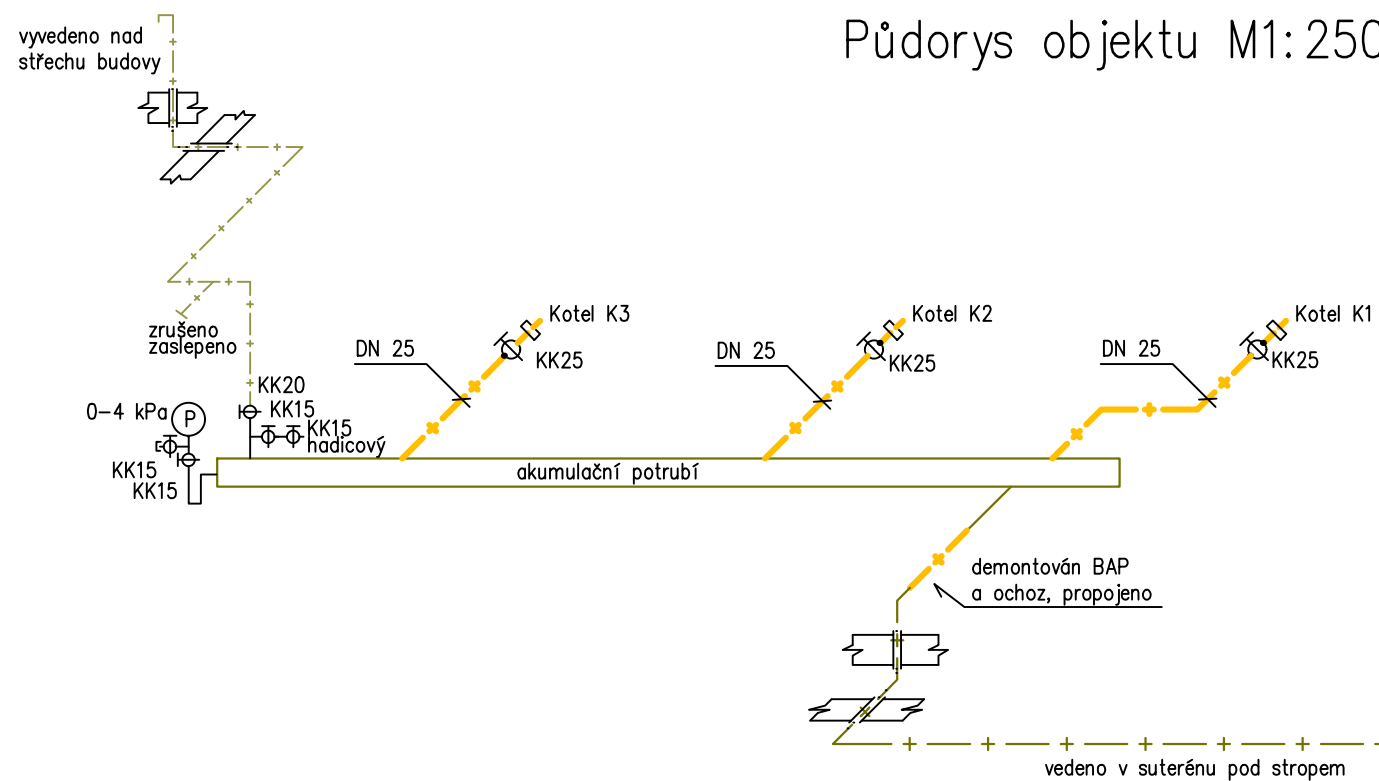 Půdorys objektu M1:250
vyvedeno nad
střechu budovy
zrušeno
zaslepeno
Kotel K3
Kotel K2
Kotel K1
DN 25
KK25
DN 25
KK25
DN 25
KK25
KK20
KK15
KK15
hadicový
0-4 kPa
P
KK15
KK15
akumulační potrubí
demontován BAP
a ochoz, propojeno
vedeno v suterénu pod stropem